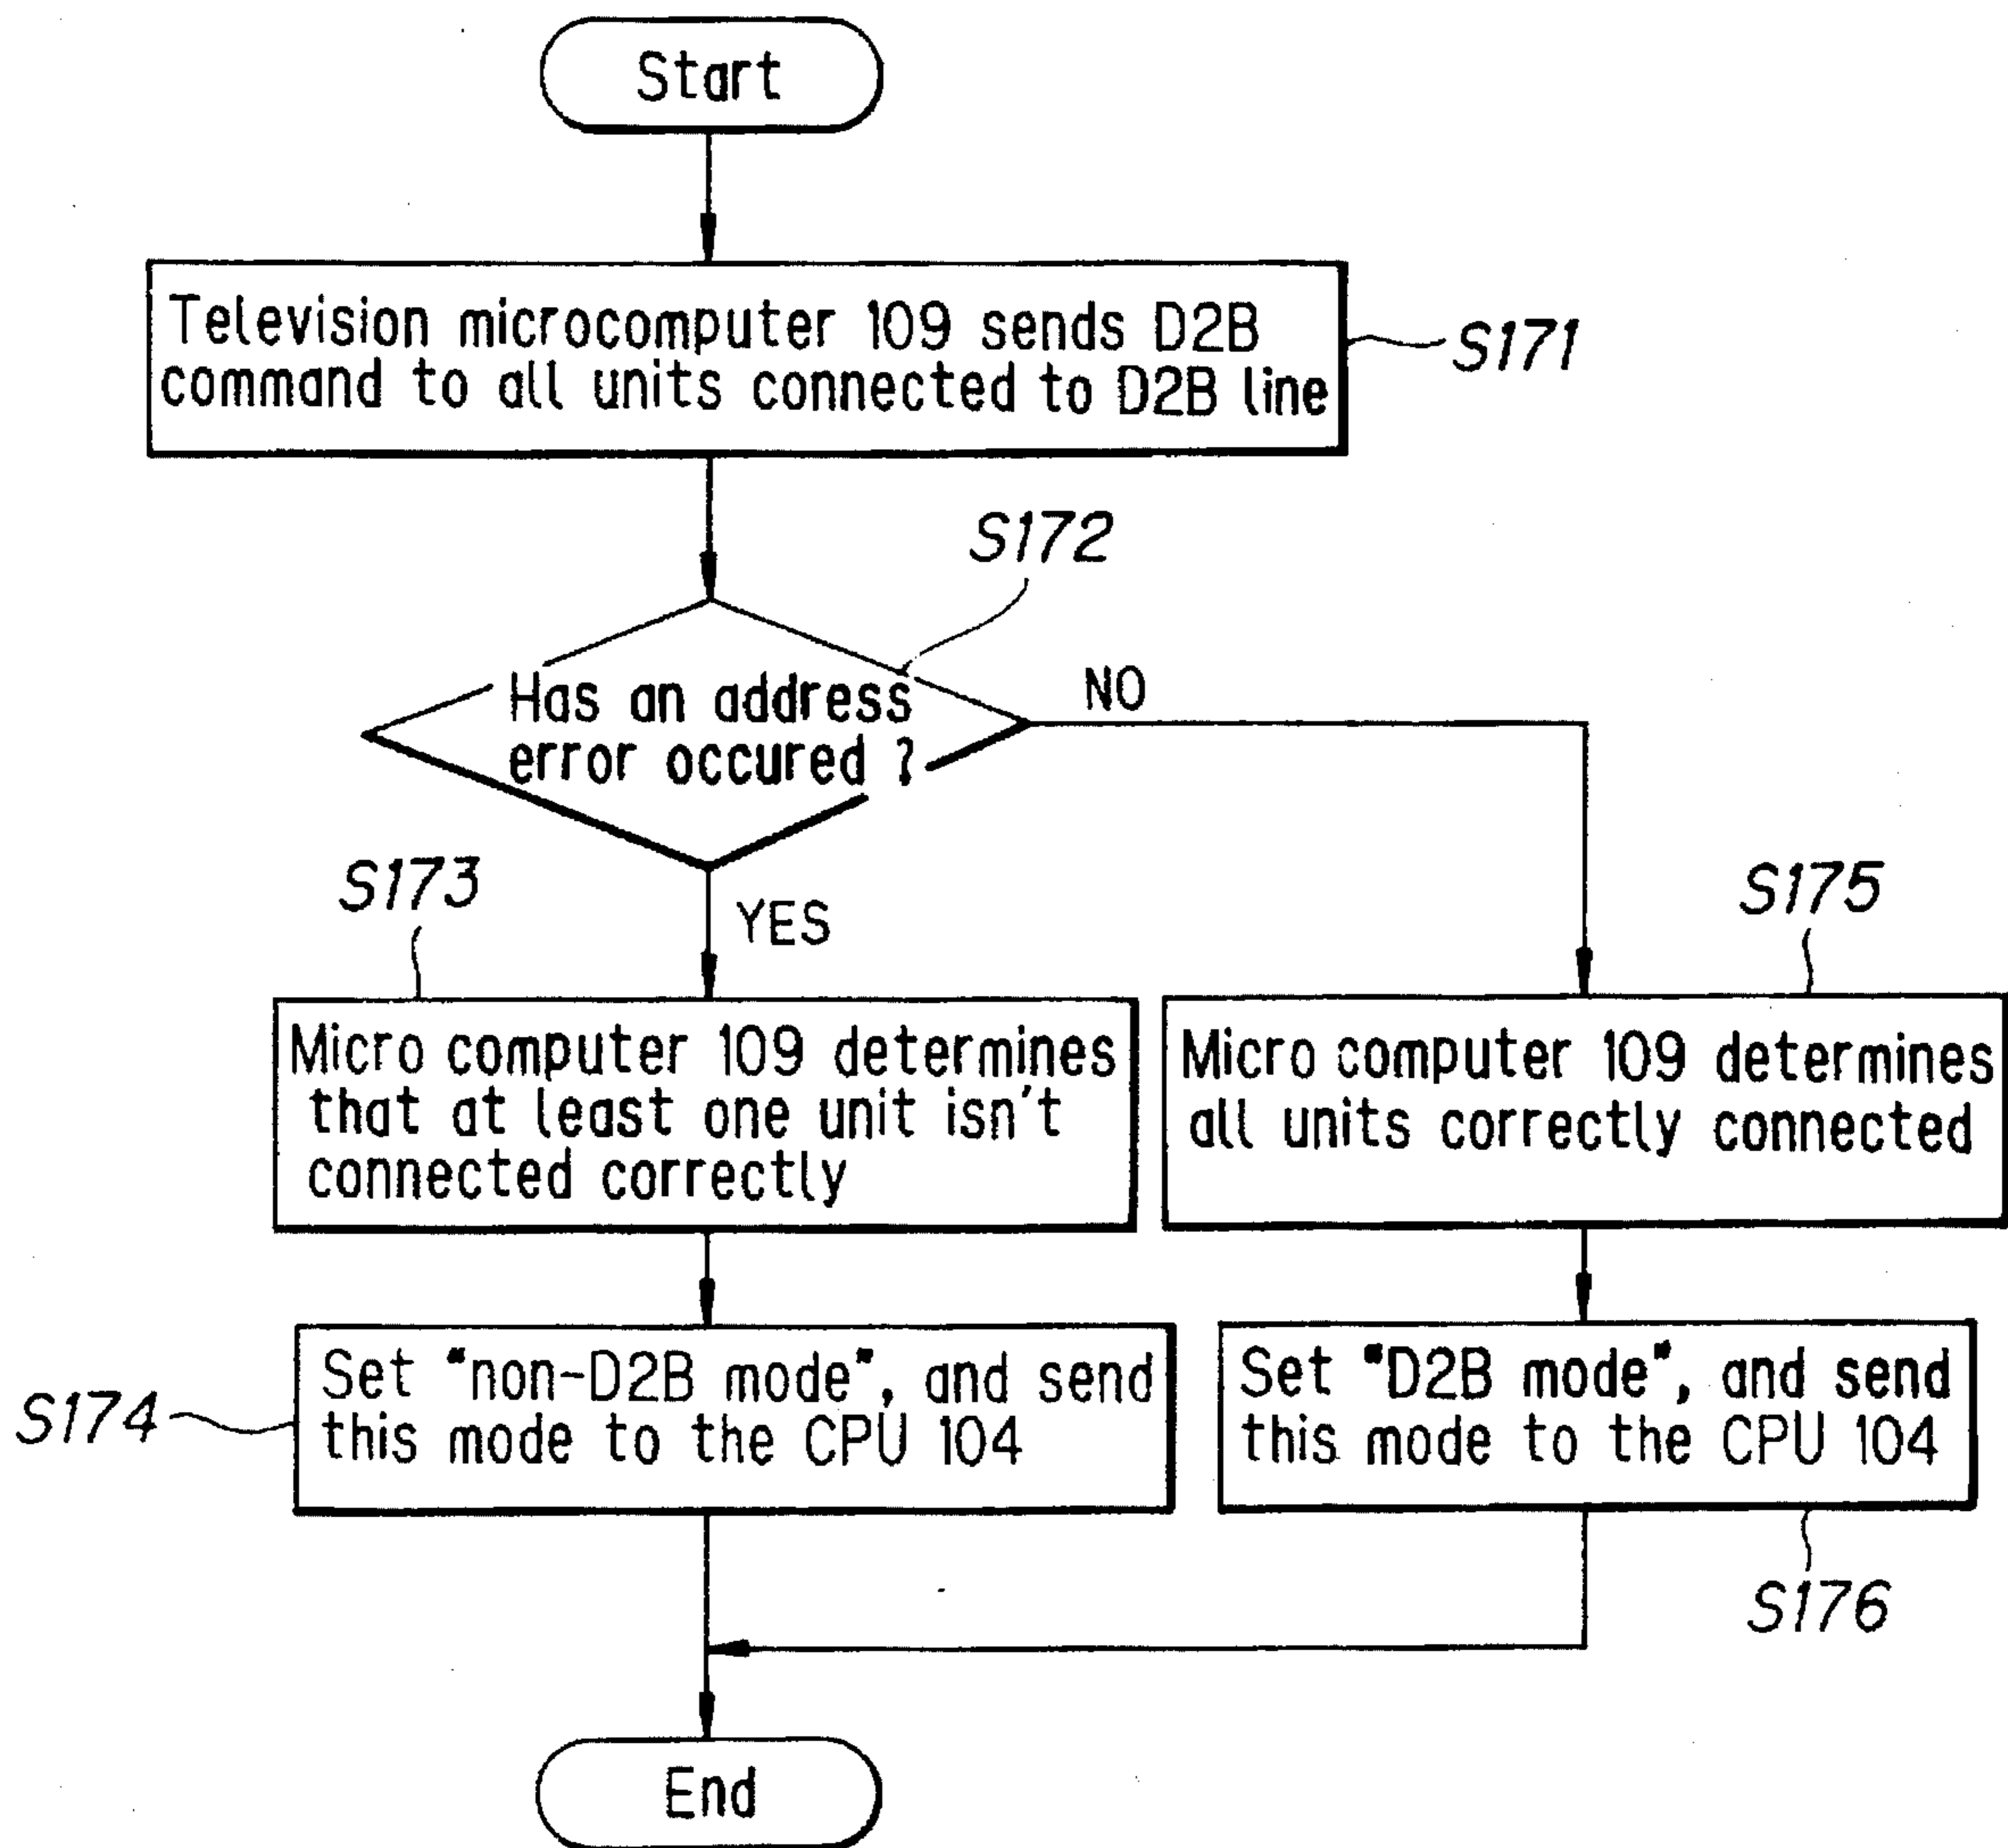 Start
Television microcomputer 109 sends D2B
command to all units connected to D2B line
S171
S172
Has an address
error occured ?
NO
YES
S173
Micro computer 109 determines
that at least one unit isn't
connected correctly
S175
Micro computer 109 determines
all units correctly connected
S174
Set "non-D2B mode", and send
this mode to the CPU 104
Set "D2B mode", and send
this mode to the CPU 104
S176
End